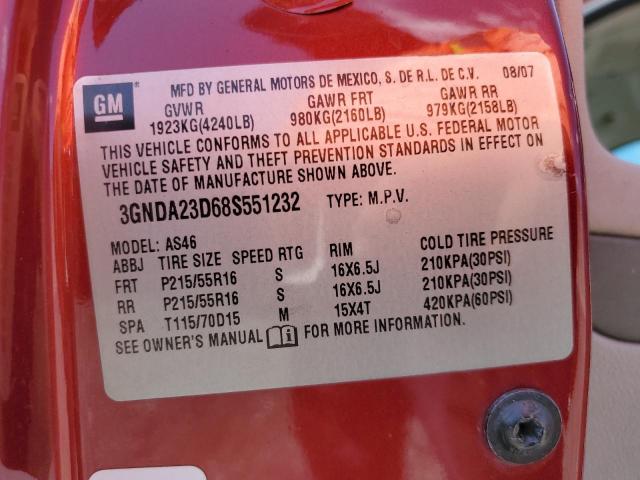 GM
MFD BY GENERAL MOTORS DE MEXICO, S. DE R.L. DE C.V. 08/07
GVWR GAWR FRT GAWR RR
1923KG(4240LB) 980KG(2160LB) 979KG(2158LB)
THIS VEHICLE CONFORMS TO ALL APPLICABLE U.S. FEDERAL MOTOR
VEHICLE SAFETY AND THEFT PREVENTION STANDARDS IN EFFECT ON
THE DATE OF MANUFACTURE SHOWN ABOVE.
3GNDA23D68S551232 TYPE: M.P.V.
MODEL: AS46
ABBJ TIRE SIZE SPEED RTG RIM COLD TIRE PRESSURE
FRT P215/55R16 S 16X6.5J 210KPA(30PSI)
RR P215/55R16 S 16X6.5J 210KPA(30PSI)
SPA T115/70D15 M 15X4T 420KPA(60PSI)
SEE OWNER'S MANUAL FOR MORE INFORMATION.